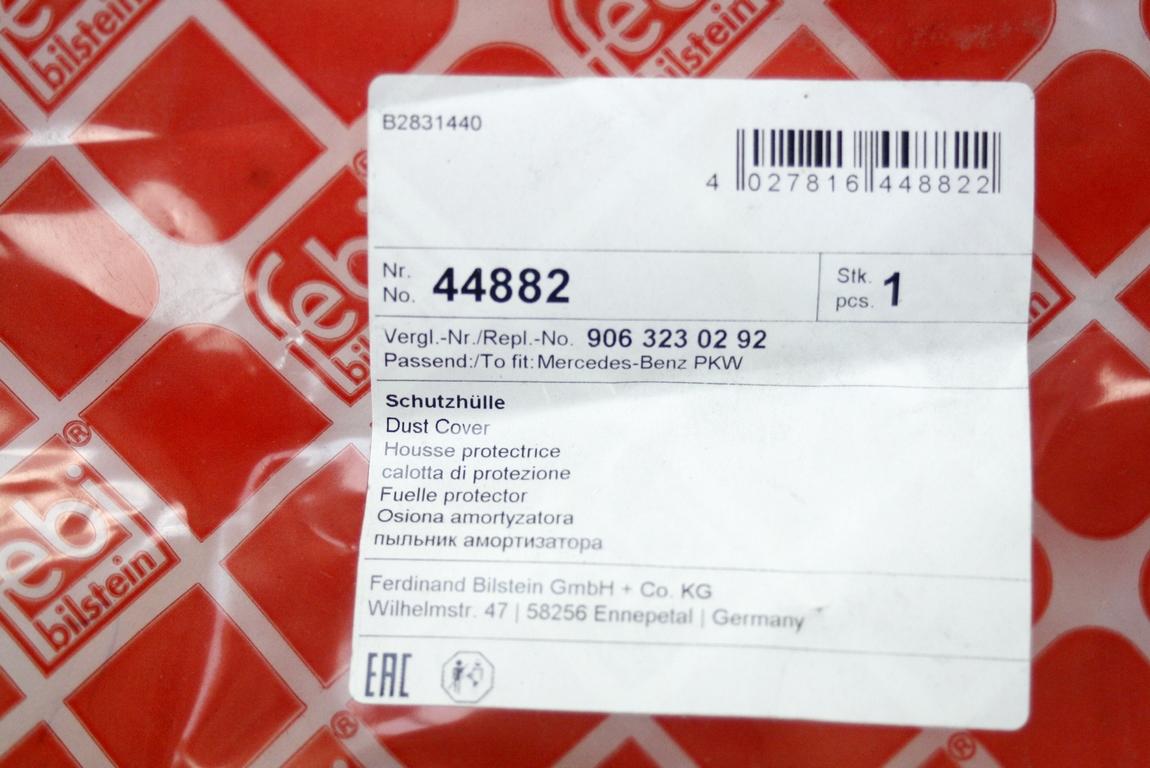 B2831440
4 027816 448822
Nr.
No. 44882
Stk.
pcs. 1
Vergl.-Nr./Repl.-No. 906 323 02 92
Passend:/To fit: Mercedes-Benz PKW
Schutzhülle
Dust Cover
Housse protectrice
calotta di protezione
Fuelle protector
Osiona amortyzatora
пыльник амортизатора
Ferdinand Bilstein GmbH + Co. KG
Wilhelmstr. 47 | 58256 Ennepetal | Germany
EAC
bilstein
febi
bilstein
febi
febi
bilstein